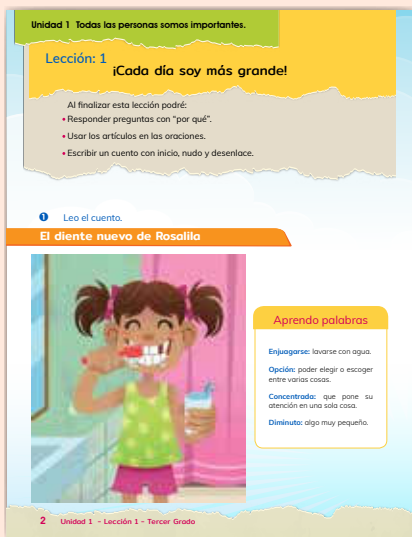 Unidad 1 Todas las personas somos importantes.
Lección: 1
¡Cada día soy más grande!
Al finalizar esta lección podré:
• Responder preguntas con “por qué”.
• Usar los artículos en las oraciones.
• Escribir un cuento con inicio, nudo y desenlace.
1 Leo el cuento.
El diente nuevo de Rosalila
Aprendo palabras
Enjuagarse: lavarse con agua.
Opción: poder elegir o escoger
entre varias cosas.
Concentrada: que pone su
atención en una sola cosa.
Diminuto: algo muy pequeño.
2 Unidad 1 - Lección 1 - Tercer Grado